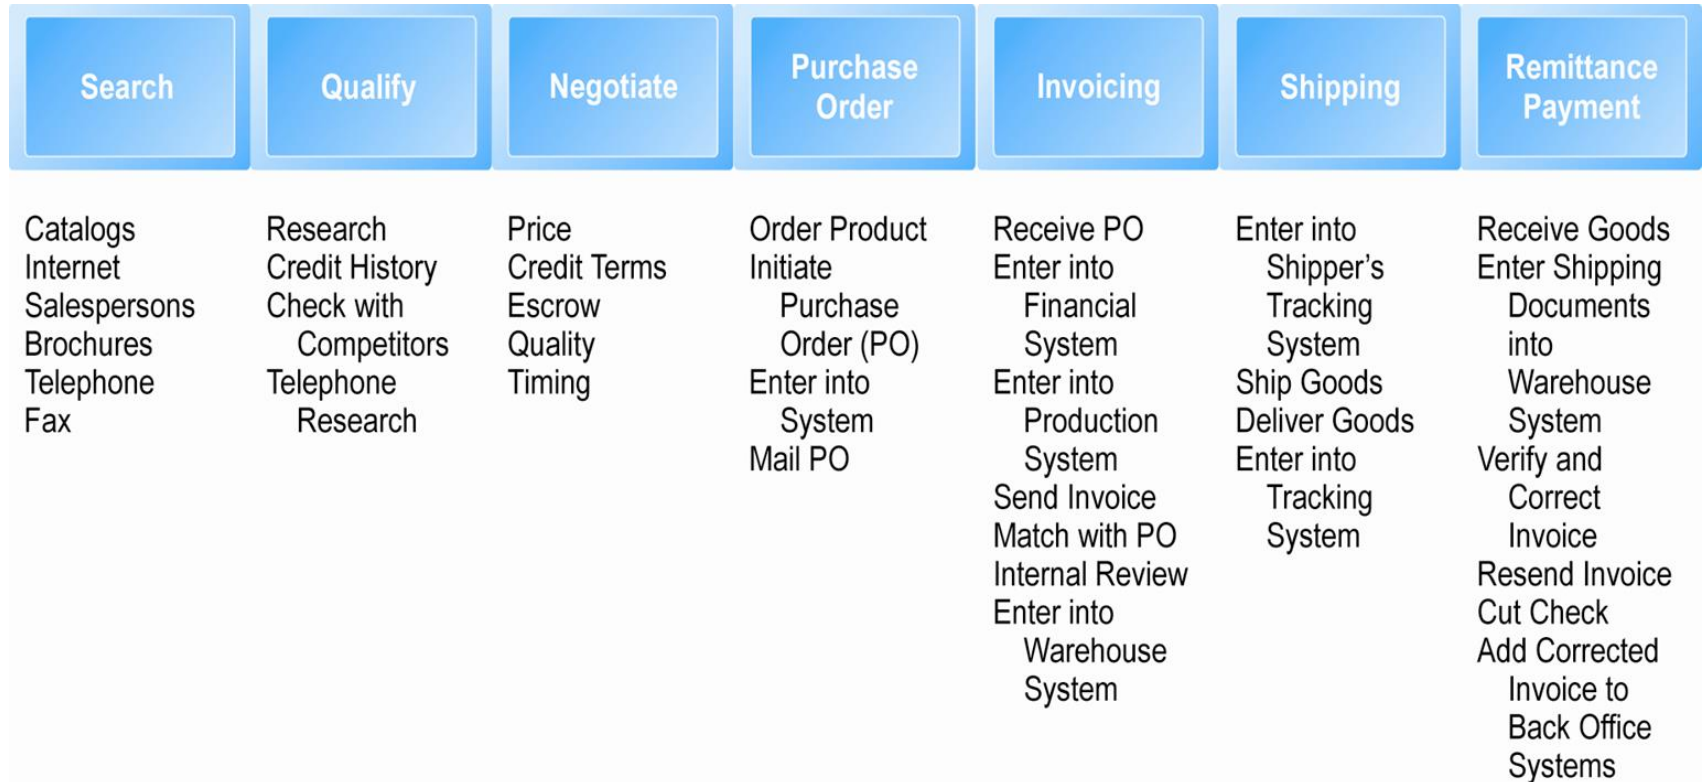 Search
Qualify
Negotiate
Purchase
Order
Invoicing
Shipping
Remittance
Payment
Catalogs
Internet
Salespersons
Brochures
Telephone
Fax
Research
Credit History
Check with
Competitors
Telephone
Research
Price
Credit Terms
Escrow
Quality
Timing
Order Product
Initiate
Purchase
Order (PO)
Enter into
System
Mail PO
Receive PO
Enter into
Financial
System
Enter into
Production
System
Send Invoice
Match with PO
Internal Review
Enter into
Warehouse
System
Enter into
Shipper's
Tracking
System
Ship Goods
Deliver Goods
Enter into
Tracking
System
Receive Goods
Enter Shipping
Documents
into
Warehouse
System
Verify and
Correct
Invoice
Resend Invoice
Cut Check
Add Corrected
Invoice to
Back Office
Systems